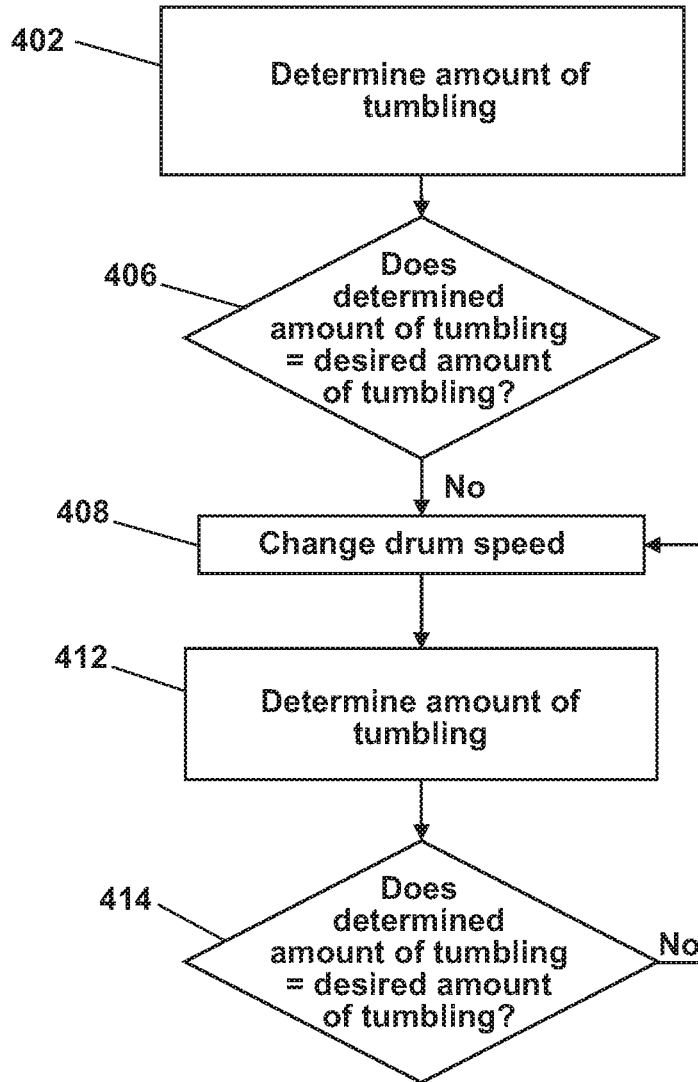 402
Determine amount of
tumbling
406
Does
determined
amount of tumbling
= desired amount
of tumbling?
No
408
Change drum speed
412
Determine amount of
tumbling
414
Does
determined
amount of tumbling
= desired amount
of tumbling?
No